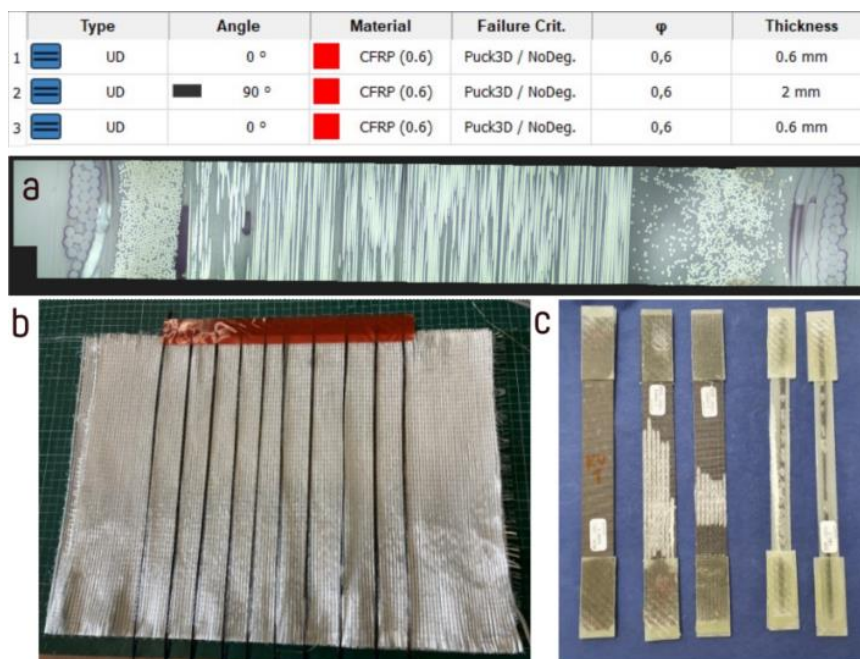 Type Angle Material Failure Crit. φ Thickness
1 UD 0 º CFRP (0.6) Puck3D / NoDeg. 0,6 0.6 mm
2 UD 90 º CFRP (0.6) Puck3D / NoDeg. 0,6 2 mm
3 UD 0 º CFRP (0.6) Puck3D / NoDeg. 0,6 0.6 mm
a
b
c